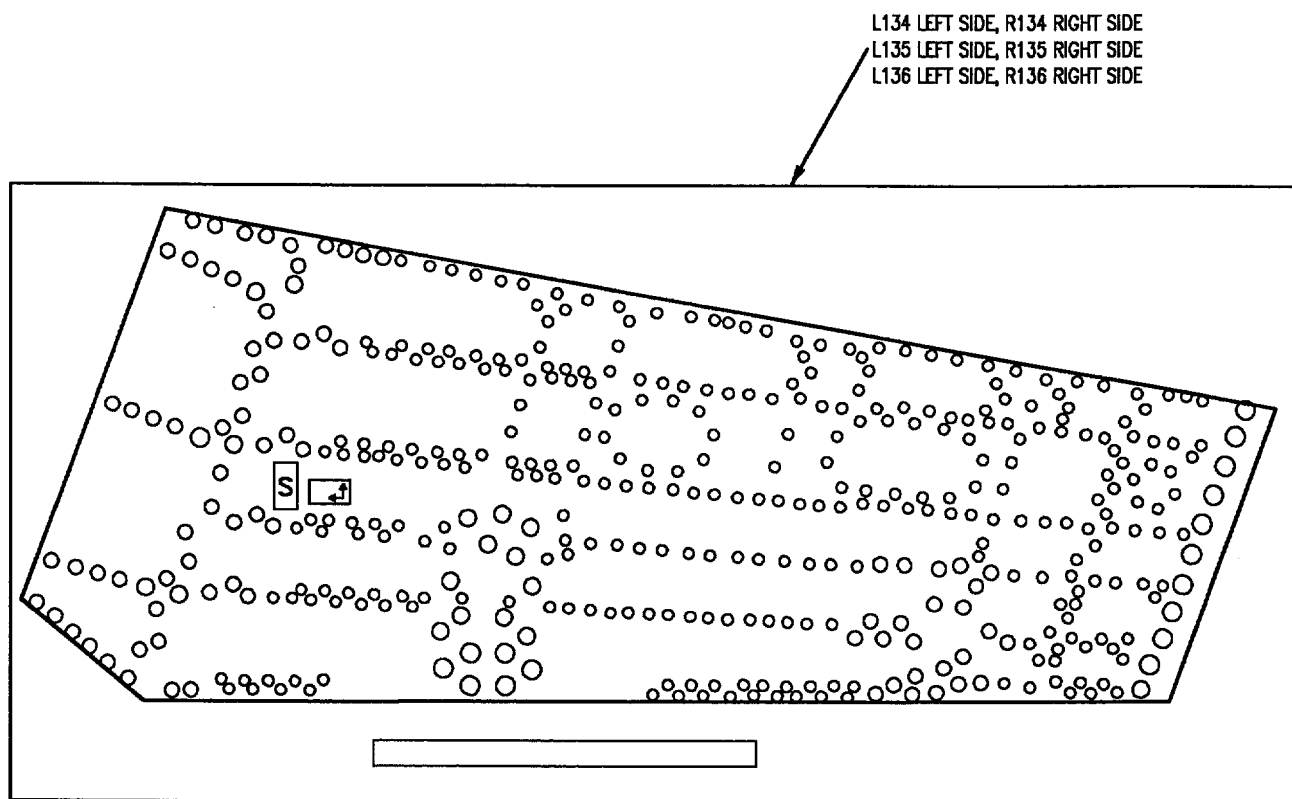 L134 LEFT SIDE, R134 RIGHT SIDE
L135 LEFT SIDE, R135 RIGHT SIDE
L136 LEFT SIDE, R136 RIGHT SIDE
S